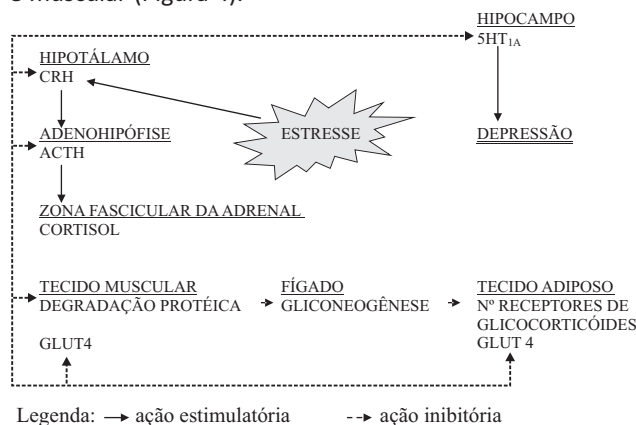 e muscular (Figura 4).
HIPOCAMPO
5HT1A
HIPOTÁLAMO
CRH
ESTRESSE
ADENOHIPÓFISE
ACTH
DEPRESSÃO
ZONA FASCICULAR DA ADRENAL
CORTISOL
TECIDO MUSCULAR
DEGRADAÇÃO PROTÉICA
GLUT4
FÍGADO
GLICONEOGÊNESE
TECIDO ADIPOSO
Nº RECEPTORES DE
GLICOCORTICÓIDES
GLUT 4
Legenda: → ação estimulatória --→ ação inibitória